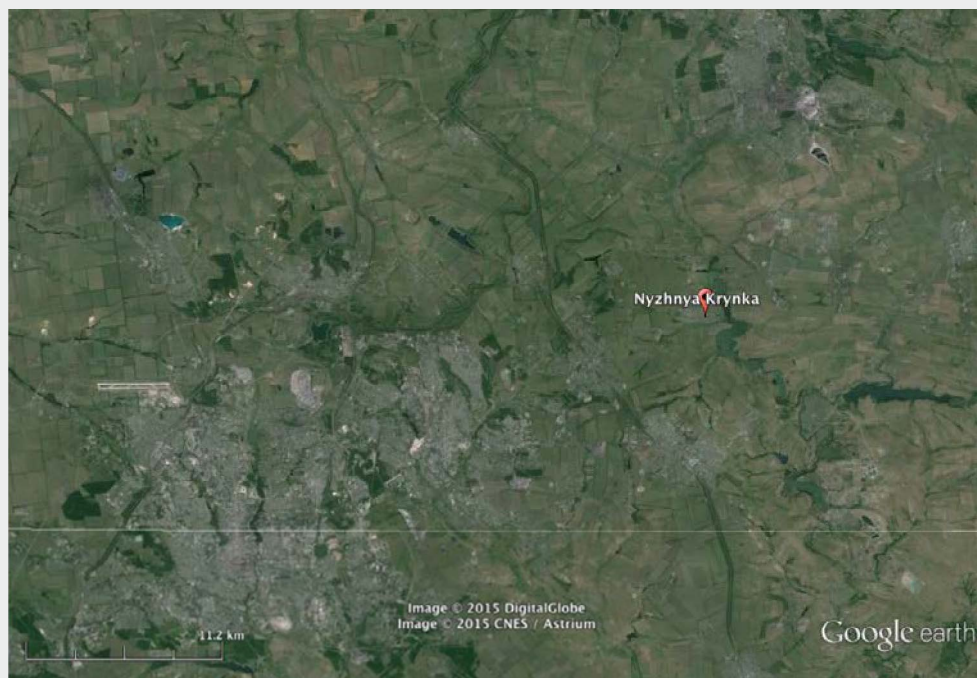 Nyzhnya Krynka
Image © 2015 DigitalGlobe
Image © 2015 CNES / Astrium
11.2 km
Google earth